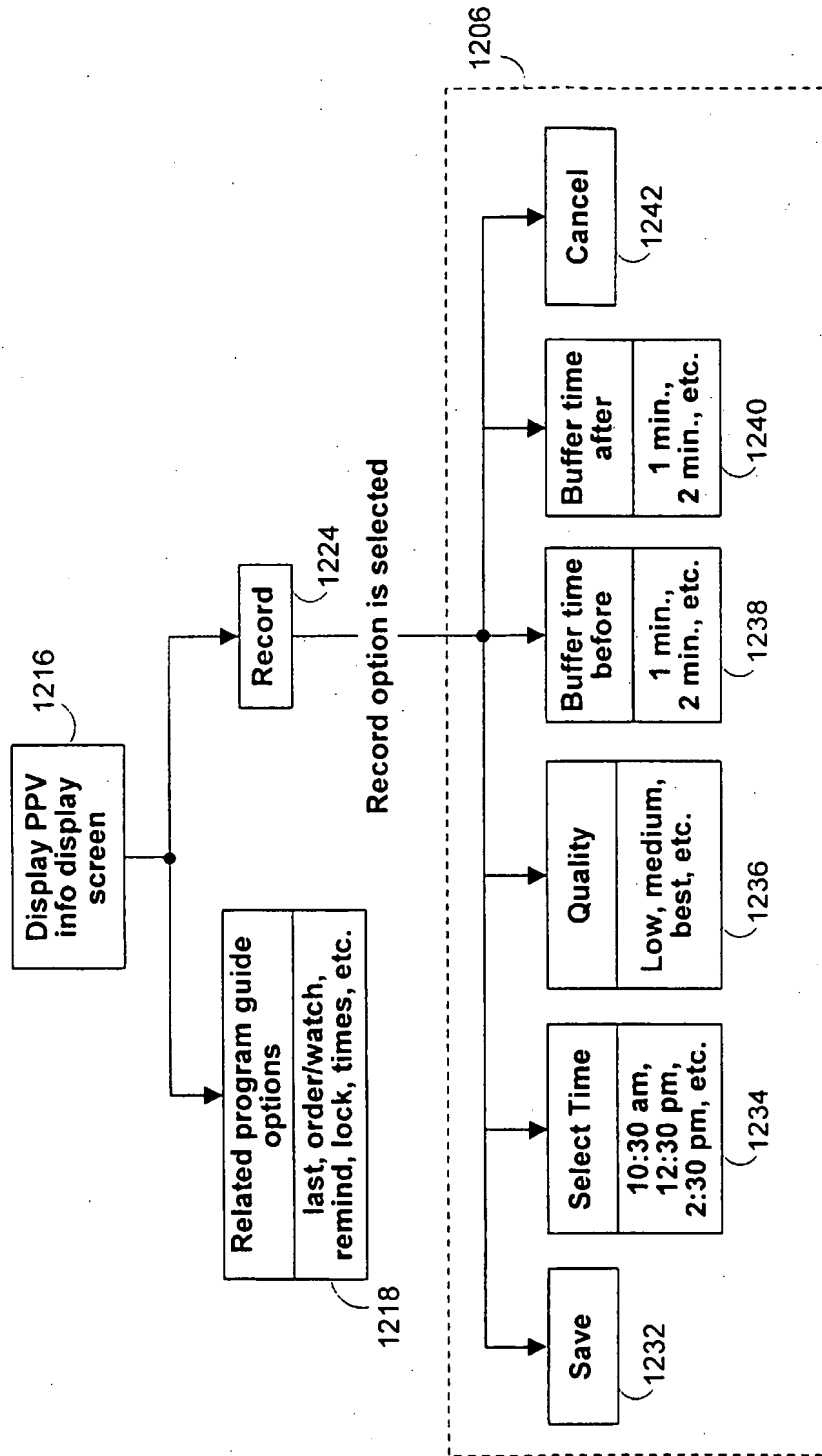 Display PPV
info display
screen
1216
Related program guide
options
last, order/watch,
remind, lock, times, etc.
1218
Record
1224
Record option is selected
1206
Save
1232
Select Time
10:30 am,
12:30 pm,
2:30 pm, etc.
1234
Quality
Low, medium,
best, etc.
1236
Buffer time
before
1 min.,
2 min., etc.
1238
Buffer time
after
1 min.,
2 min., etc.
1240
Cancel
1242